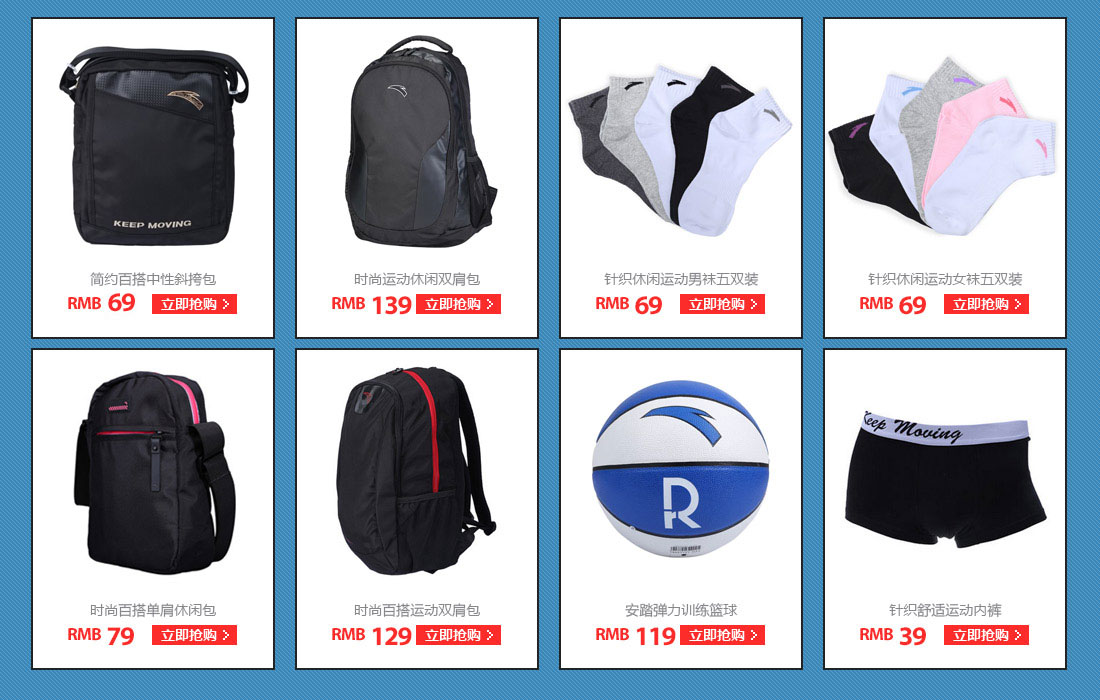 KEEP MOVING
简约百搭中性斜挎包
RMB 69 立即抢购
时尚运动休闲双肩包
RMB 139 立即抢购
针织休闲运动男袜五双装
RMB 69 立即抢购
针织休闲运动女袜五双装
RMB 69 立即抢购
时尚百搭单肩休闲包
RMB 79 立即抢购
时尚百搭运动双肩包
RMB 129 立即抢购
R
安踏弹力训练篮球
RMB 119 立即抢购
Keep Moving
针织舒适运动内裤
RMB 39 立即抢购